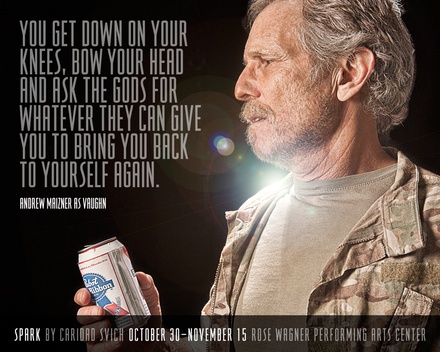 YOU GET DOWN ON YOUR
KNEES, BOW YOUR HEAD
AND ASK THE GODS FOR
WHATEVER THEY CAN GIVE
YOU TO BRING YOU BACK
TO YOURSELF AGAIN.
ANDREW MAIZNER AS VAUGHN
Pabst
Ribbon
SPARK BY CARIDAD SVICH OCTOBER 30–NOVEMBER 15 ROSE WAGNER PERFORMING ARTS CENTER